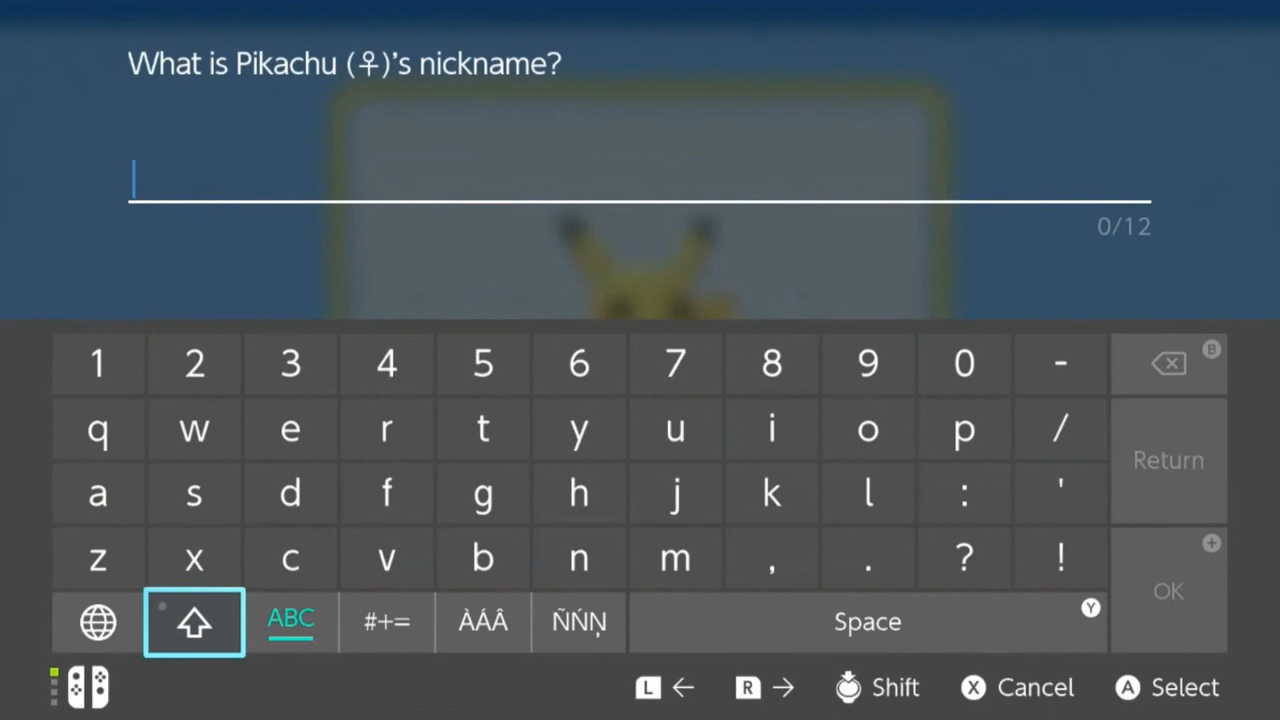 What is Pikachu (♀)'s nickname?
0/12
1 2 3 4 5 6 7 8 9 0 - B
q w e r t y u i o p /
Return
a s d f g h j k l : '
z x c v b n m , . ? ! +
OK
ABC #+= ÀÁÂ ÑŃŅ Space Y
L ← R → Shift X Cancel A Select